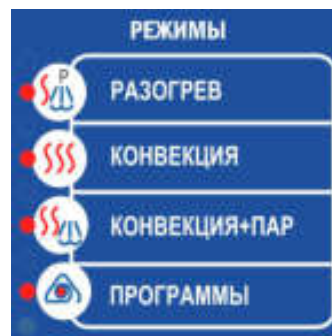 РЕЖИМЫ
Р
РАЗОГРЕВ
КОНВЕКЦИЯ
КОНВЕКЦИЯ+ПАР
ПРОГРАММЫ